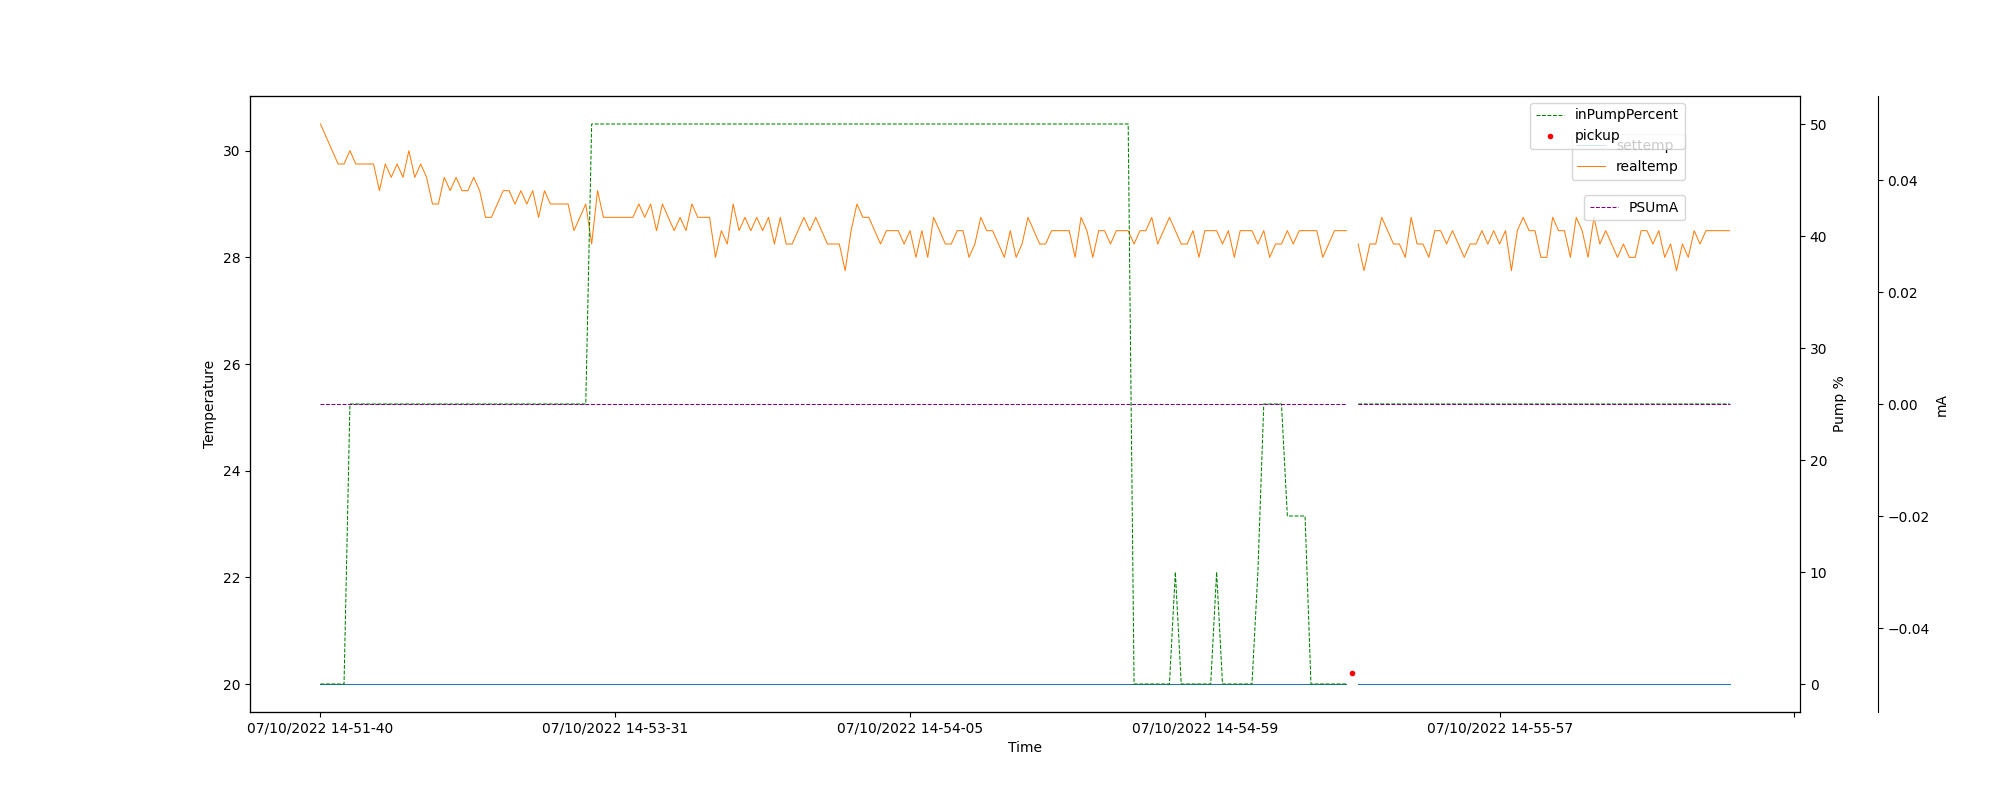 inPumpPercent
pickup
settemp
realtemp
PSUmA
30
28
26
24
22
20
Temperature
50
40
30
20
10
0
Pump %
0.04
0.02
0.00
−0.02
−0.04
mA
07/10/2022 14-51-40
07/10/2022 14-53-31
07/10/2022 14-54-05
07/10/2022 14-54-59
07/10/2022 14-55-57
Time